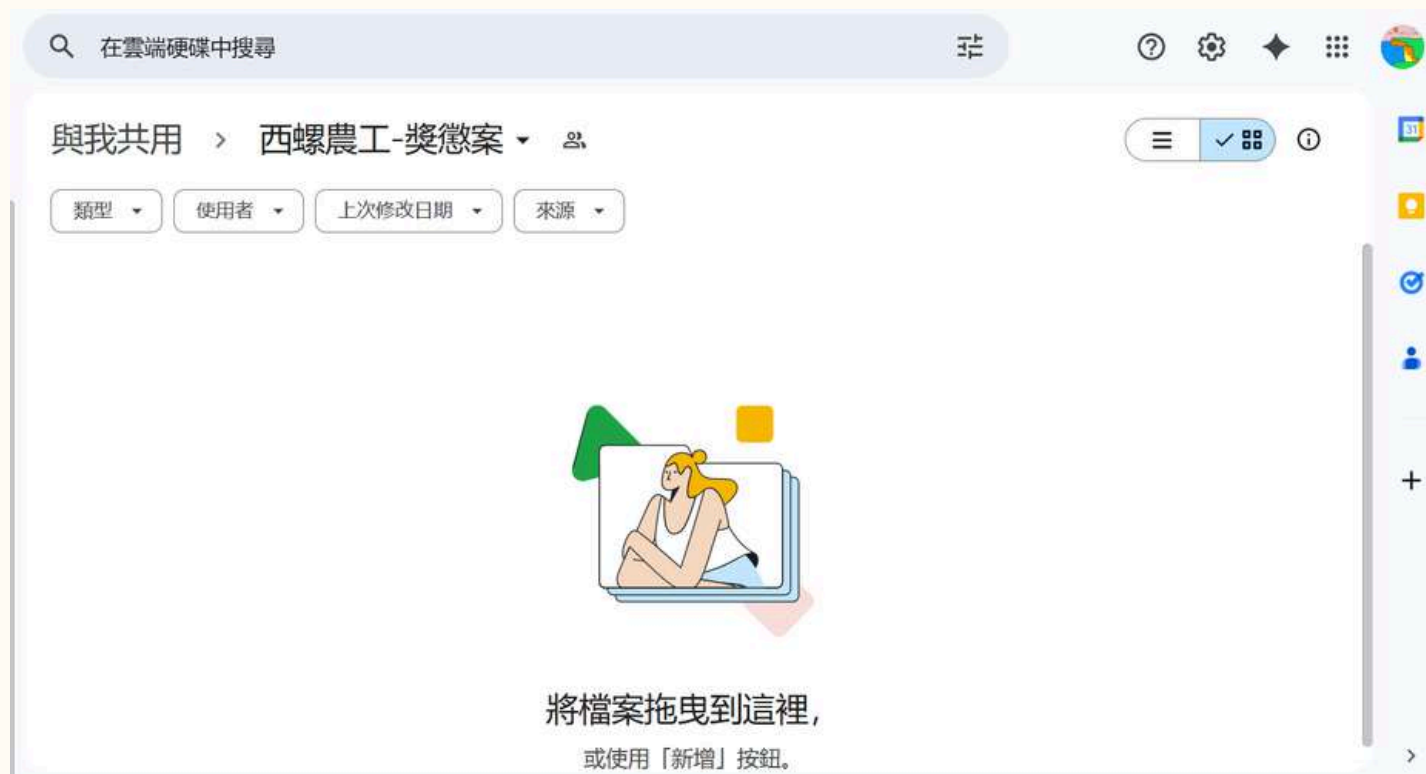 在雲端硬碟中搜尋
與我共用 > 西螺農工-獎懲案
類型 使用者 上次修改日期 來源
31
將檔案拖曳到這裡,
或使用「新增」按鈕。